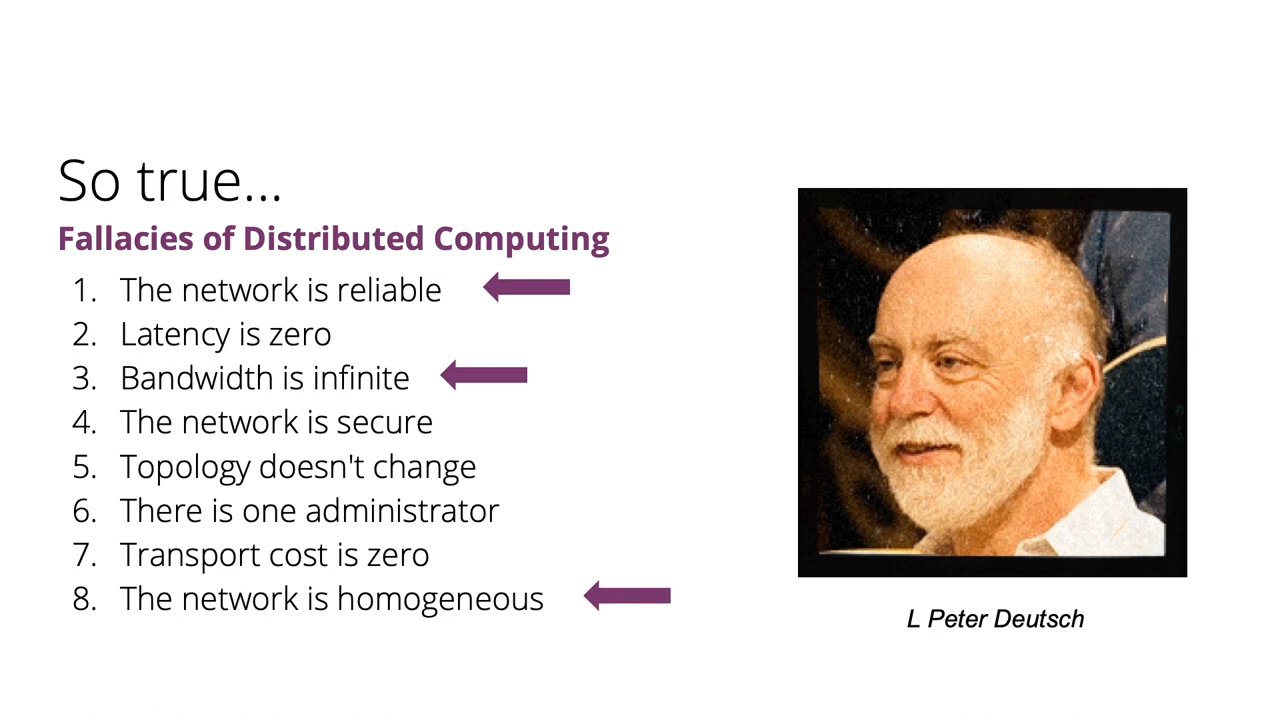 So true...
Fallacies of Distributed Computing
1. The network is reliable
2. Latency is zero
3. Bandwidth is infinite
4. The network is secure
5. Topology doesn't change
6. There is one administrator
7. Transport cost is zero
8. The network is homogeneous
L Peter Deutsch